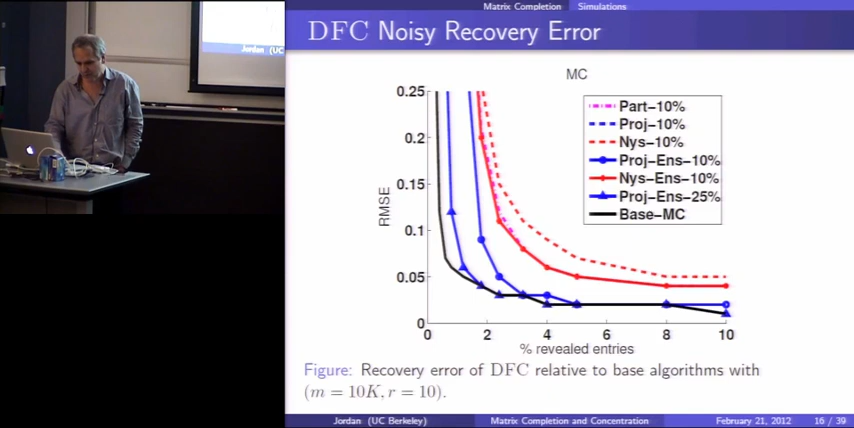 Jordan (UC
Matrix Completion Simulations
DFC Noisy Recovery Error
MC
0.25
0.2
0.15
0.1
0.05
0
RMSE
Part-10%
Proj-10%
Nys-10%
Proj-Ens-10%
Nys-Ens-10%
Proj-Ens-25%
Base-MC
0 2 4 6 8 10
% revealed entries
Figure: Recovery error of DFC relative to base algorithms with
(m = 10K, r = 10).
Jordan (UC Berkeley) Matrix Completion and Concentration February 21, 2012 16 / 39